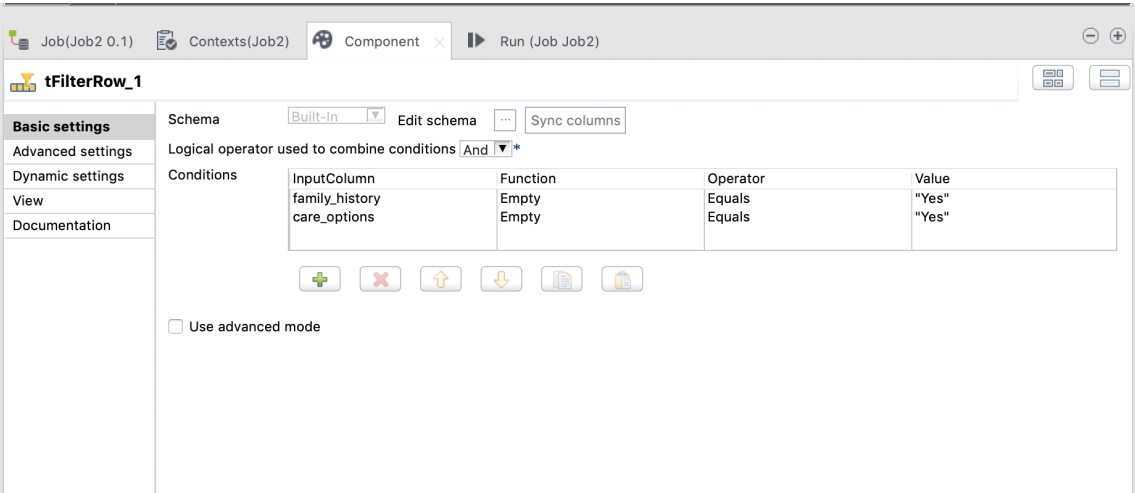 Job(Job2 0.1) Contexts(Job2) Component Run (Job Job2)
tFilterRow_1
Basic settings
Advanced settings
Dynamic settings
View
Documentation
Schema Built-In Edit schema ... Sync columns
Logical operator used to combine conditions And *
Conditions
InputColumn Function Operator Value
family_history Empty Equals "Yes"
care_options Empty Equals "Yes"
Use advanced mode